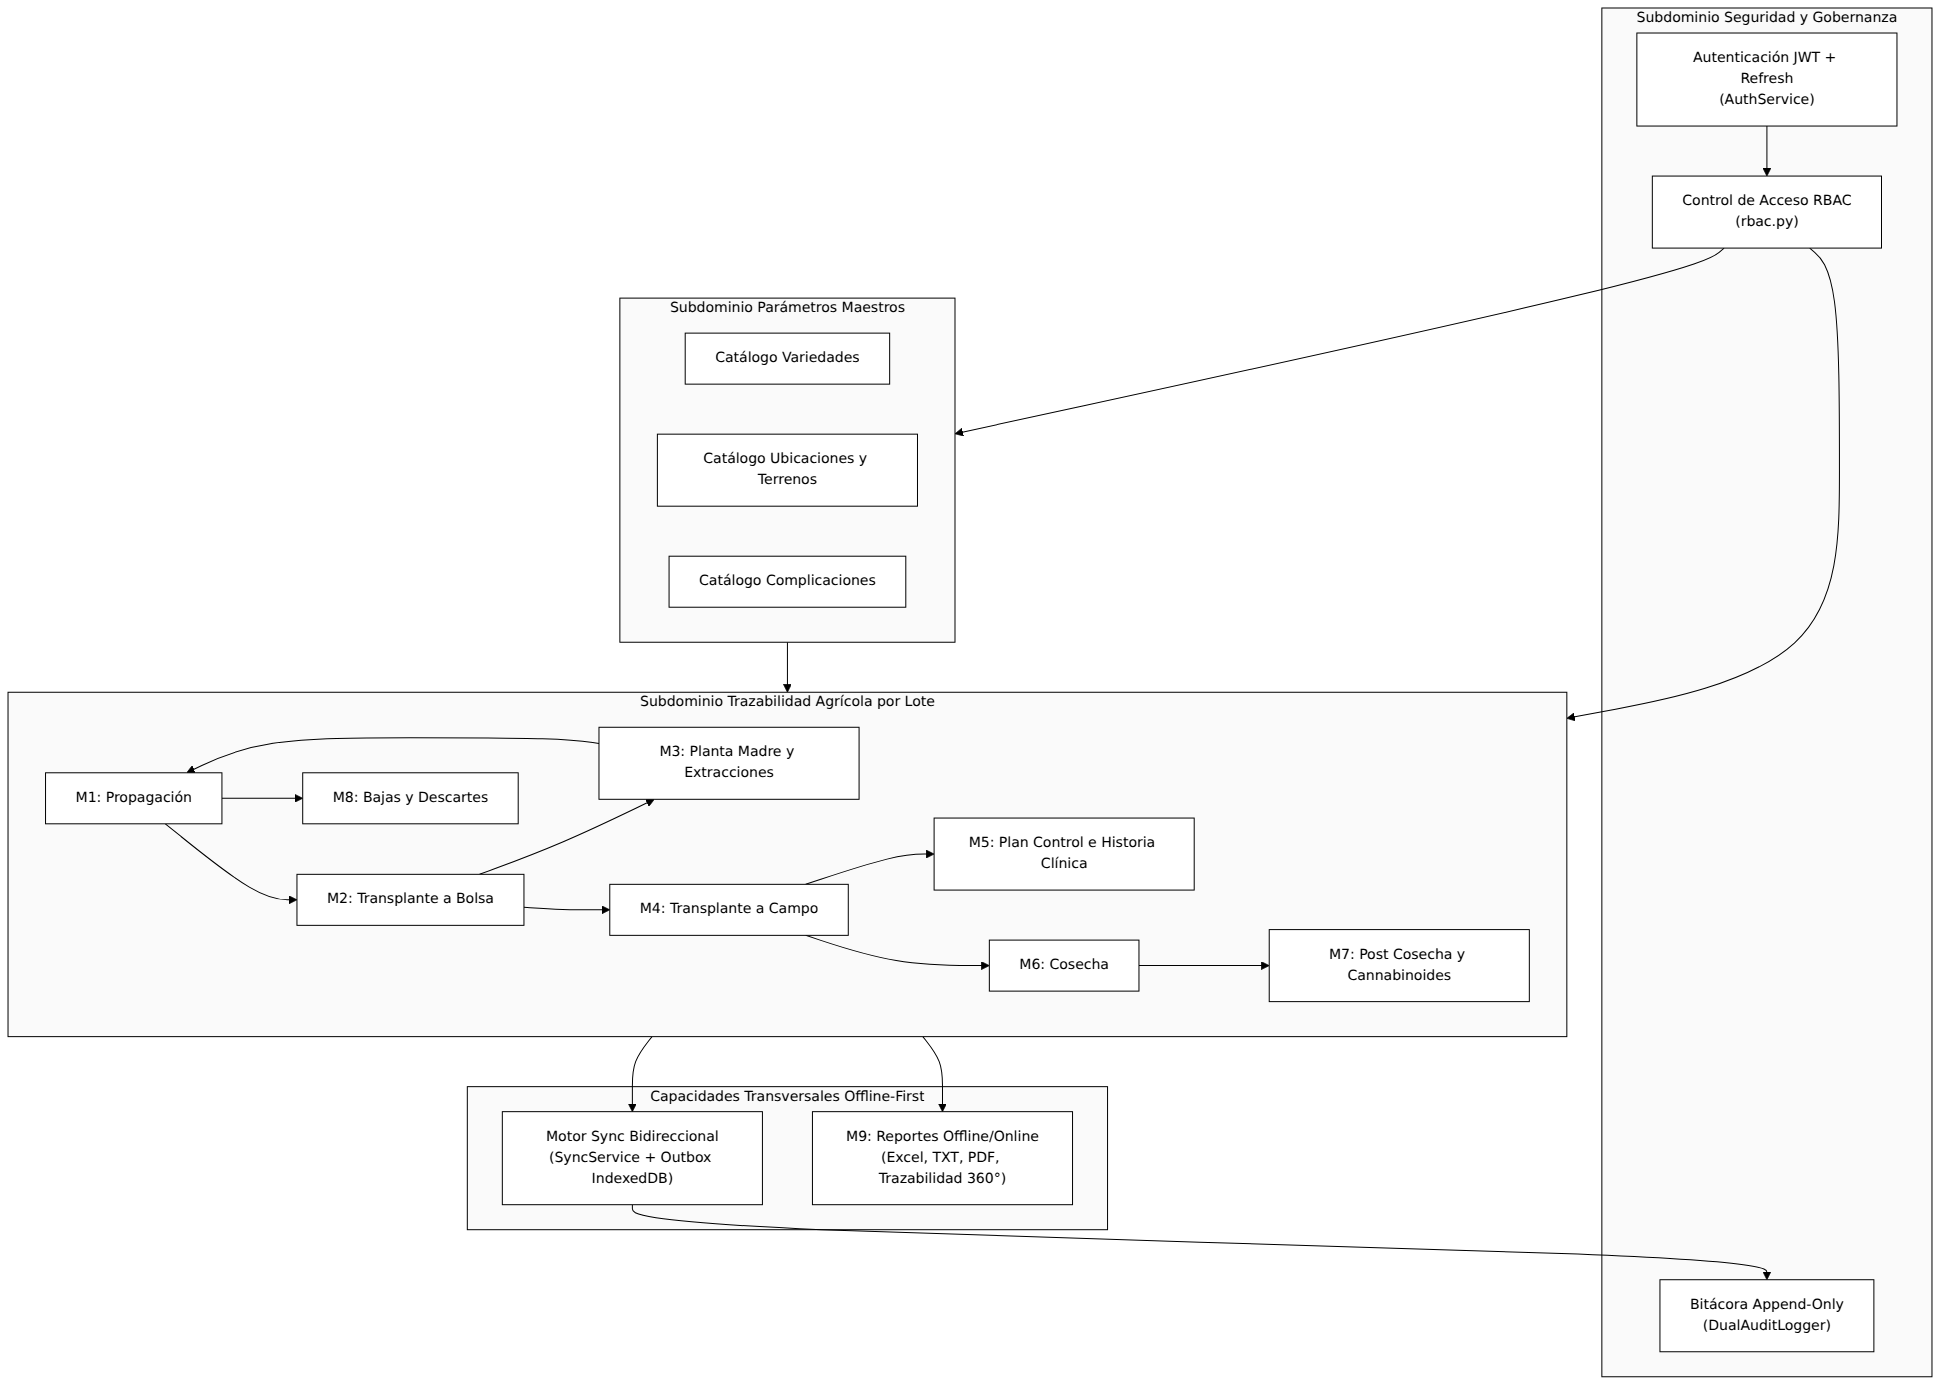 Subdominio Seguridad y Gobernanza
Autenticación JWT +
Refresh
(AuthService)
Control de Acceso RBAC
(rbac.py)
Subdominio Parámetros Maestros
Catálogo Variedades
Catálogo Ubicaciones y
Terrenos
Catálogo Complicaciones
Subdominio Trazabilidad Agrícola por Lote
M3: Planta Madre y
Extracciones
M1: Propagación
M8: Bajas y Descartes
M5: Plan Control e Historia
Clínica
M2: Transplante a Bolsa
M4: Transplante a Campo
M6: Cosecha
M7: Post Cosecha y
Cannabinoides
Capacidades Transversales Offline-First
Motor Sync Bidireccional
(SyncService + Outbox
IndexedDB)
M9: Reportes Offline/Online
(Excel, TXT, PDF,
Trazabilidad 360°)
Bitácora Append-Only
(DualAuditLogger)